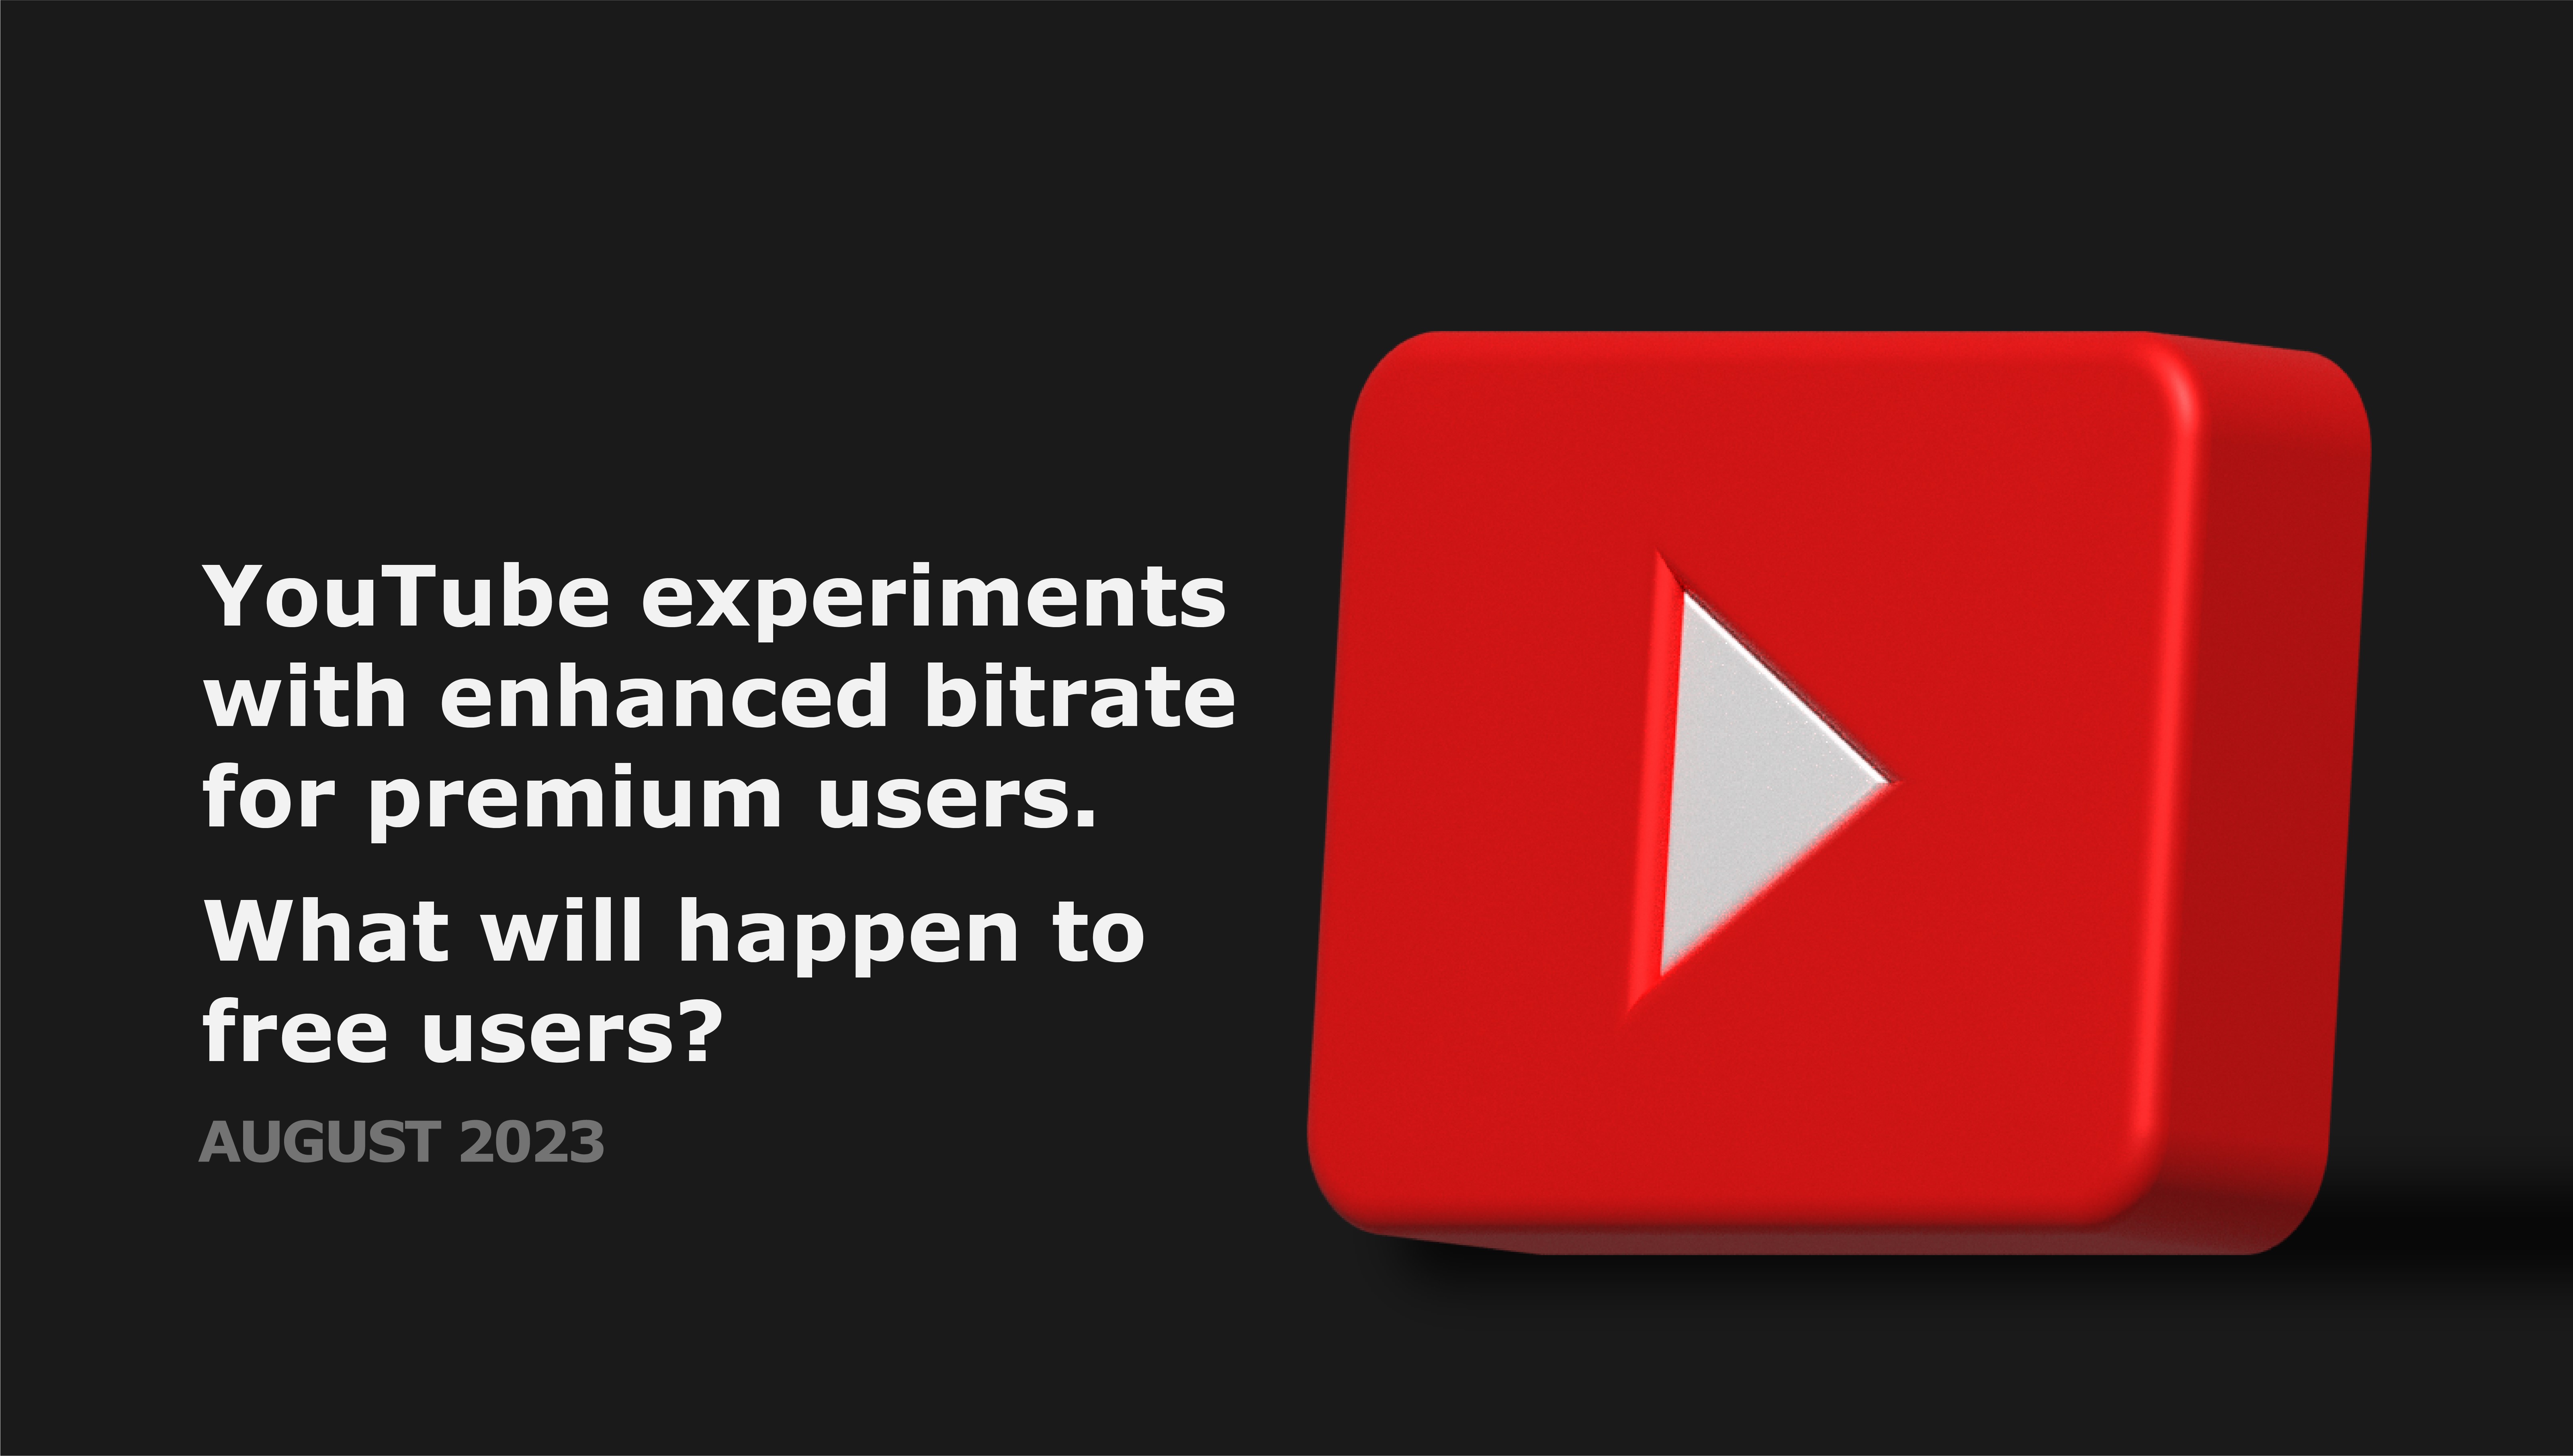 YouTube experiments
with enhanced bitrate
for premium users.
What will happen to
free users?
AUGUST 2023